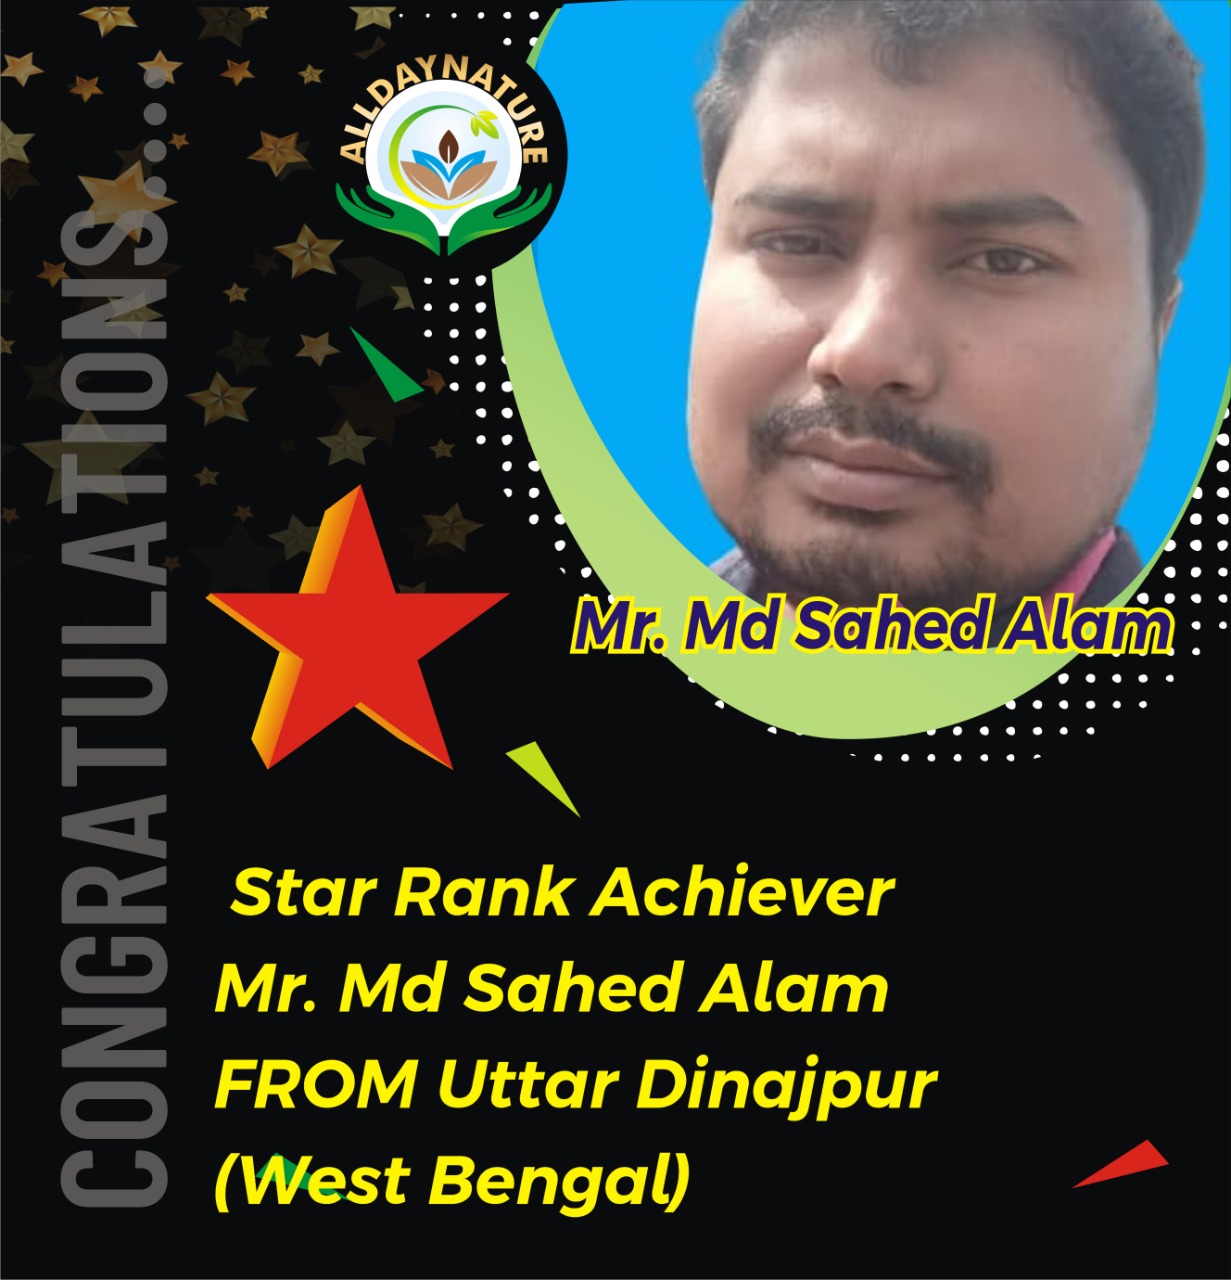 CONGRATULATIONS....
ALLDAYNATURE
Mr. Md Sahed Alam
Star Rank Achiever
Mr. Md Sahed Alam
FROM Uttar Dinajpur
(West Bengal)